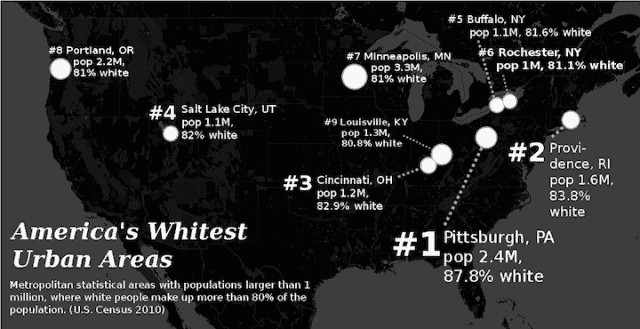 #5 Buffalo, NY
pop 1.1M, 81.6% white
#6 Rochester, NY
pop 1M, 81.1% white
#8 Portland, OR
pop 2.2M,
81% white
#7 Minneapolis, MN
pop 3.3M,
81% white
#4 Salt Lake City, UT
pop 1.1M,
82% white
#9 Louisville, KY
pop 1.3M,
80.8% white
#2 Provi-
dence, RI
pop 1.6M,
83.8%
white
#3 Cincinnati, OH
pop 1.2M,
82.9% white
#1 Pittsburgh, PA
pop 2.4M,
87.8% white
America's Whitest
Urban Areas
Metropolitan statistical areas with populations larger than 1
million, where white people make up more than 80% of the
population. (U.S. Census 2010)